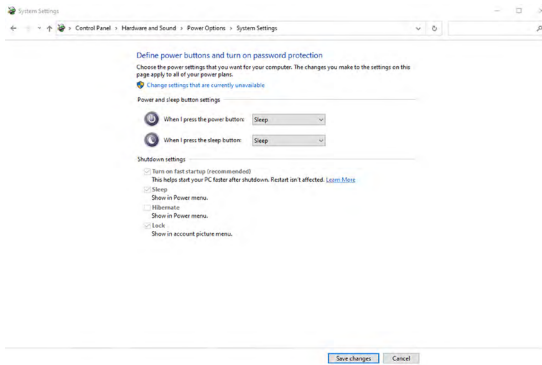 System Settings
Control Panel › Hardware and Sound › Power Options › System Settings
Define power buttons and turn on password protection
Choose the power settings that you want for your computer. The changes you make to the settings on this
page apply to all of your power plans.
Change settings that are currently unavailable
Power and sleep button settings
When I press the power button: Sleep
When I press the sleep button: Sleep
Shutdown settings
Turn on fast startup (recommended)
This helps start your PC faster after shutdown. Restart isn't affected. Learn More
Sleep
Show in Power menu.
Hibernate
Show in Power menu.
Lock
Show in account picture menu.
Save changes Cancel